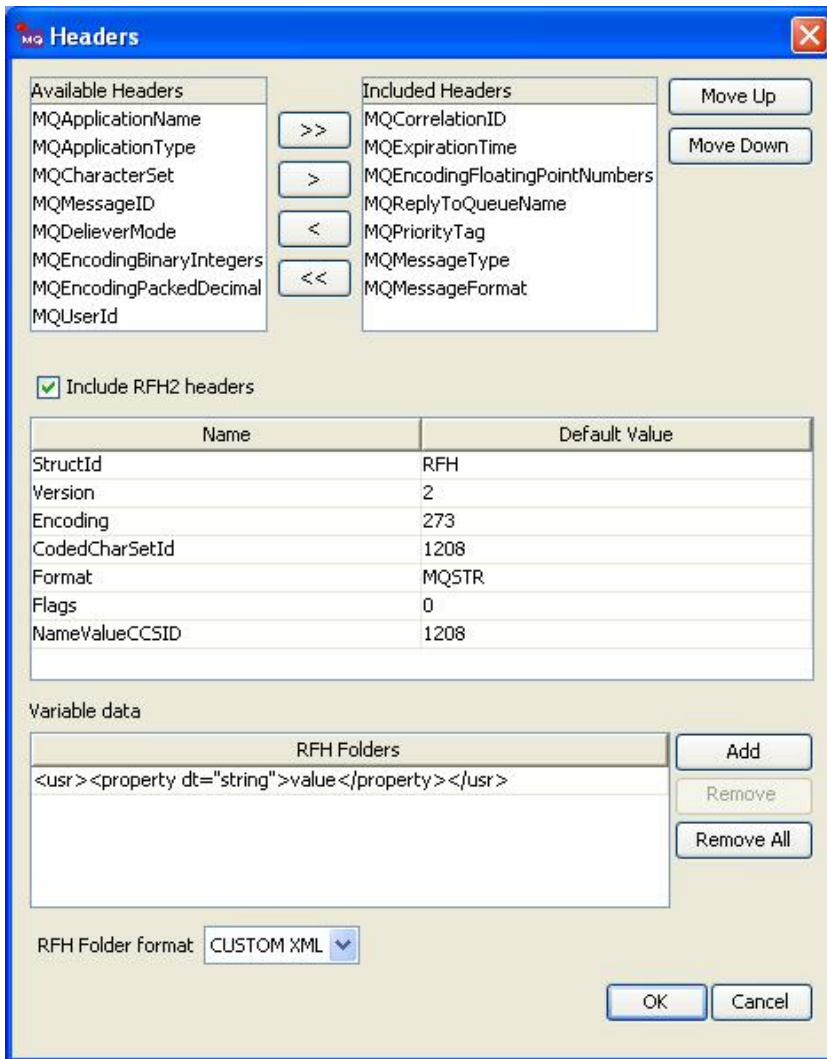 MQ Headers
Available Headers
MQApplicationName
MQApplicationType
MQCharacterSet
MQMessageID
MQDelieverMode
MQEncodingBinaryIntegers
MQEncodingPackedDecimal
MQUserId
>>
>
<
<<
Included Headers
MQCorrelationID
MQExpirationTime
MQEncodingFloatingPointNumbers
MQReplyToQueueName
MQPriorityTag
MQMessageType
MQMessageFormat
Move Up
Move Down
Include RFH2 headers
Name Default Value
StructId RFH
Version 2
Encoding 273
CodedCharSetId 1208
Format MQSTR
Flags 0
NameValueCCSID 1208
Variable data
RFH Folders
<usr><property dt="string">value</property></usr>
Add
Remove
Remove All
RFH Folder format CUSTOM XML
OK Cancel